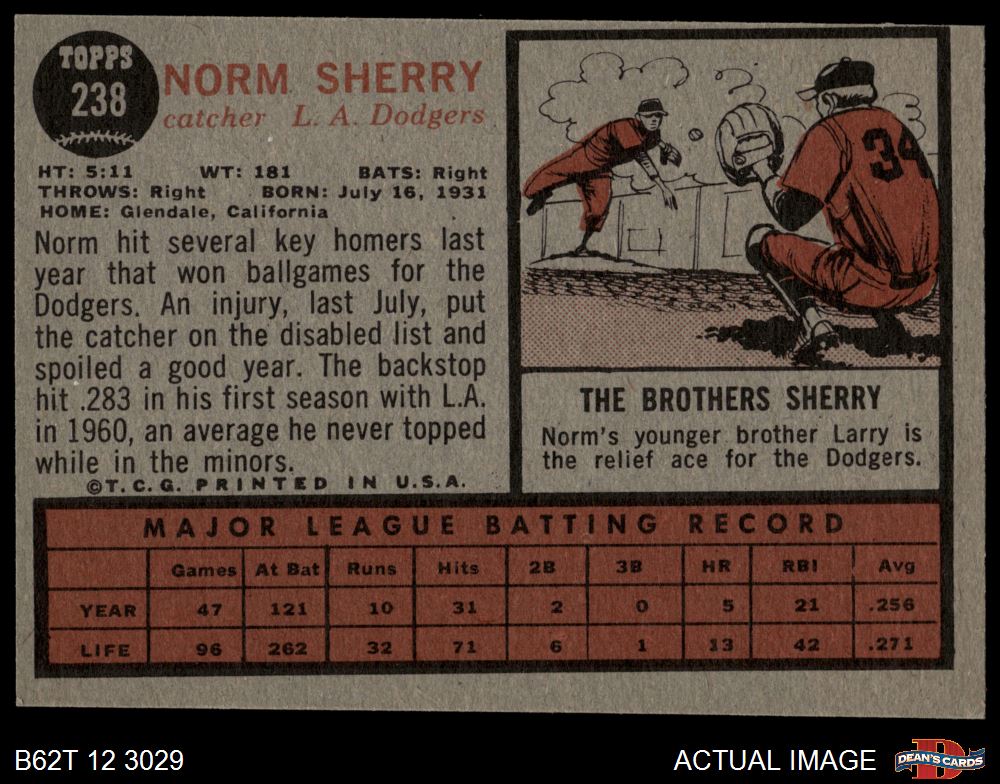 TOPPS
238
NORM SHERRY
catcher L. A. Dodgers
HT: 5:11 WT: 181 BATS: Right
THROWS: Right BORN: July 16, 1931
HOME: Glendale, California
Norm hit several key homers last
year that won ballgames for the
Dodgers. An injury, last July, put
the catcher on the disabled list and
spoiled a good year. The backstop
hit .283 in his first season with L.A.
in 1960, an average he never topped
while in the minors.
©T.C.G. PRINTED IN U.S.A.
34
THE BROTHERS SHERRY
Norm's younger brother Larry is
the relief ace for the Dodgers.
MAJOR LEAGUE BATTING RECORD
Games At Bat Runs Hits 2B 3B HR RBI Avg
YEAR 47 121 10 31 2 0 5 21 .256
LIFE 96 262 32 71 6 1 13 42 .271
B62T 12 3029
ACTUAL IMAGE
DEAN'S CARDS